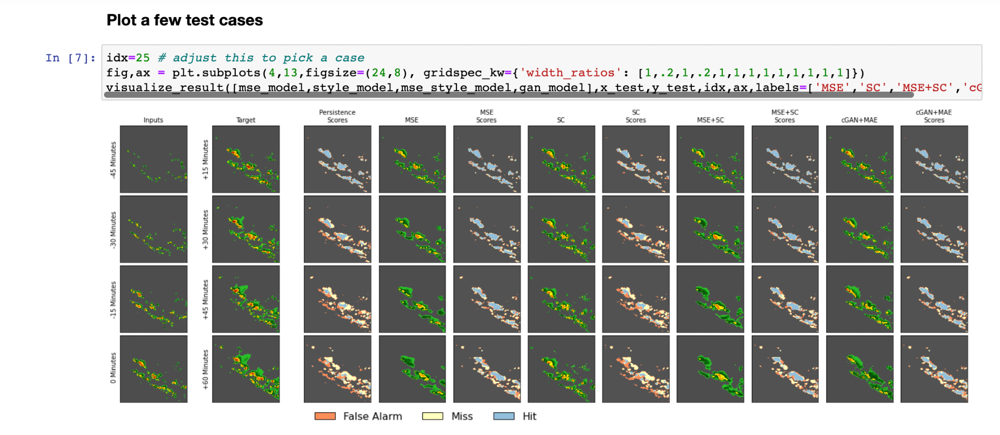 Plot a few test cases
In [7]:
idx=25 # adjust this to pick a case
fig,ax = plt.subplots(4,13,figsize=(24,8), gridspec_kw={'width_ratios': [1,.2,1,.2,1,1,1,1,1,1,1,1,1]})
visualize_result([mse_model,style_model,mse_style_model,gan_model],x_test,y_test,idx,ax,labels=['MSE','SC','MSE+SC','cG
Inputs
Target
Persistence
Scores
MSE
MSE
Scores
SC
SC
Scores
MSE+SC
MSE+SC
Scores
cGAN+MAE
cGAN+MAE
Scores
-45 Minutes
+15 Minutes
-30 Minutes
+30 Minutes
-15 Minutes
+45 Minutes
0 Minutes
+60 Minutes
False Alarm
Miss
Hit